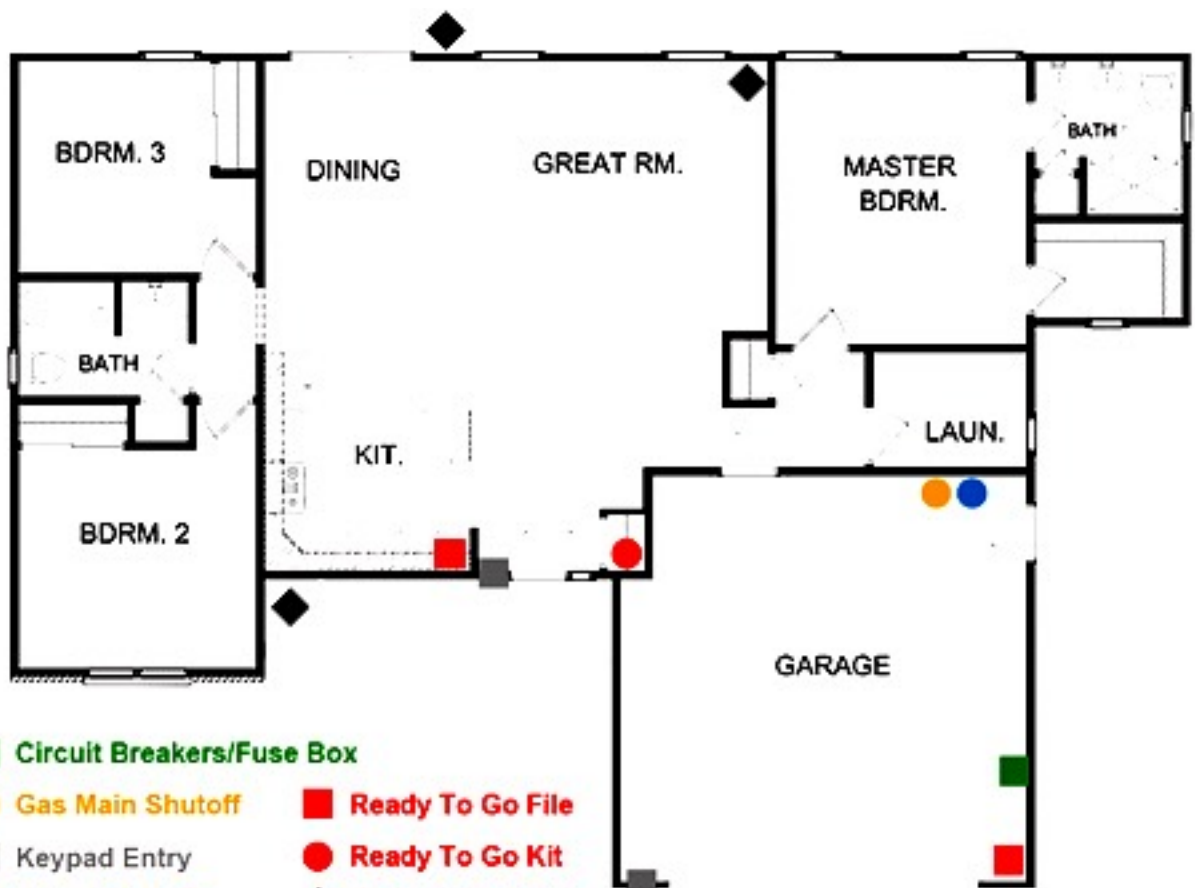 BDRM. 3
DINING
GREAT RM.
MASTER
BDRM.
BATH
BATH
KIT.
LAUN.
BDRM. 2
GARAGE
Circuit Breakers/Fuse Box
Gas Main Shutoff
Ready To Go File
Keypad Entry
Ready To Go Kit